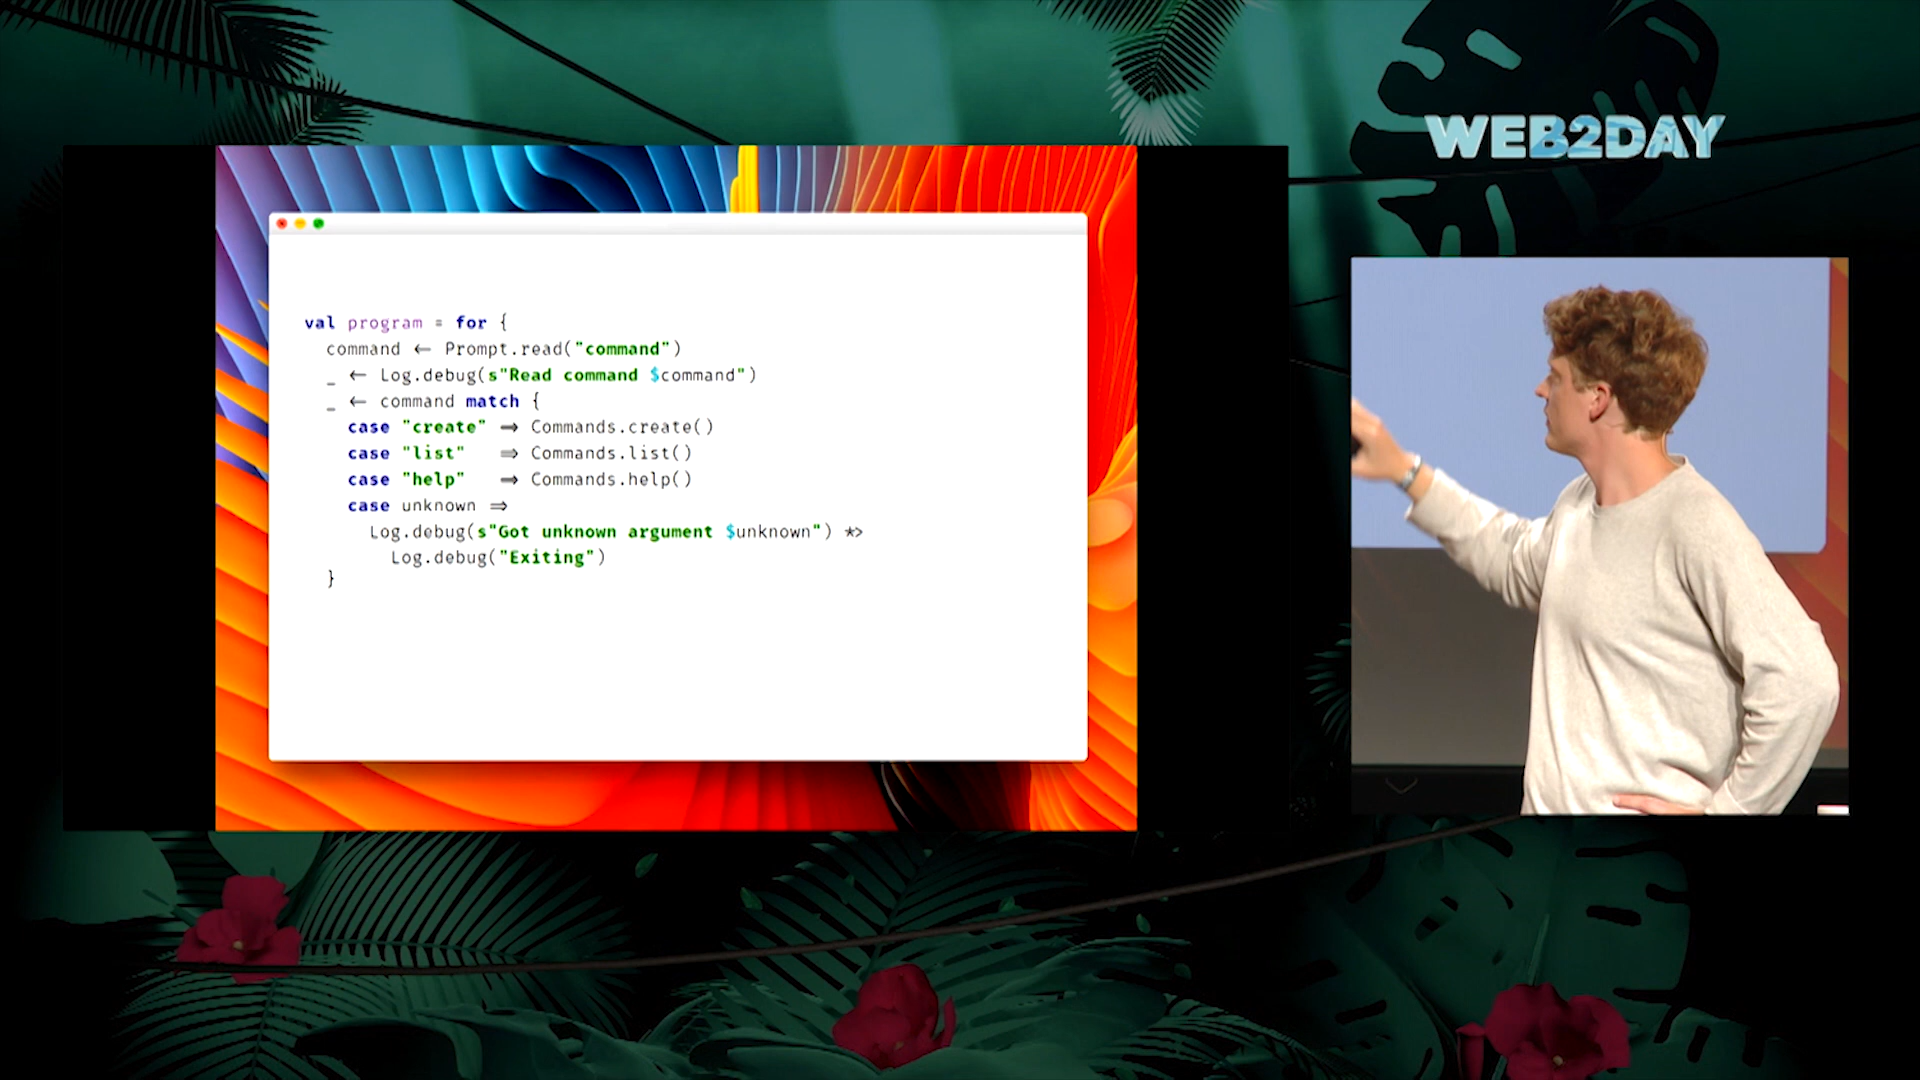 WEB2DAY
val program = for {
  command ← Prompt.read("command")
  _ ← Log.debug(s"Read command $command")
  _ ← command match {
    case "create" ⇒ Commands.create()
    case "list"   ⇒ Commands.list()
    case "help"   ⇒ Commands.help()
    case unknown ⇒
      Log.debug(s"Got unknown argument $unknown") *>
        Log.debug("Exiting")
  }